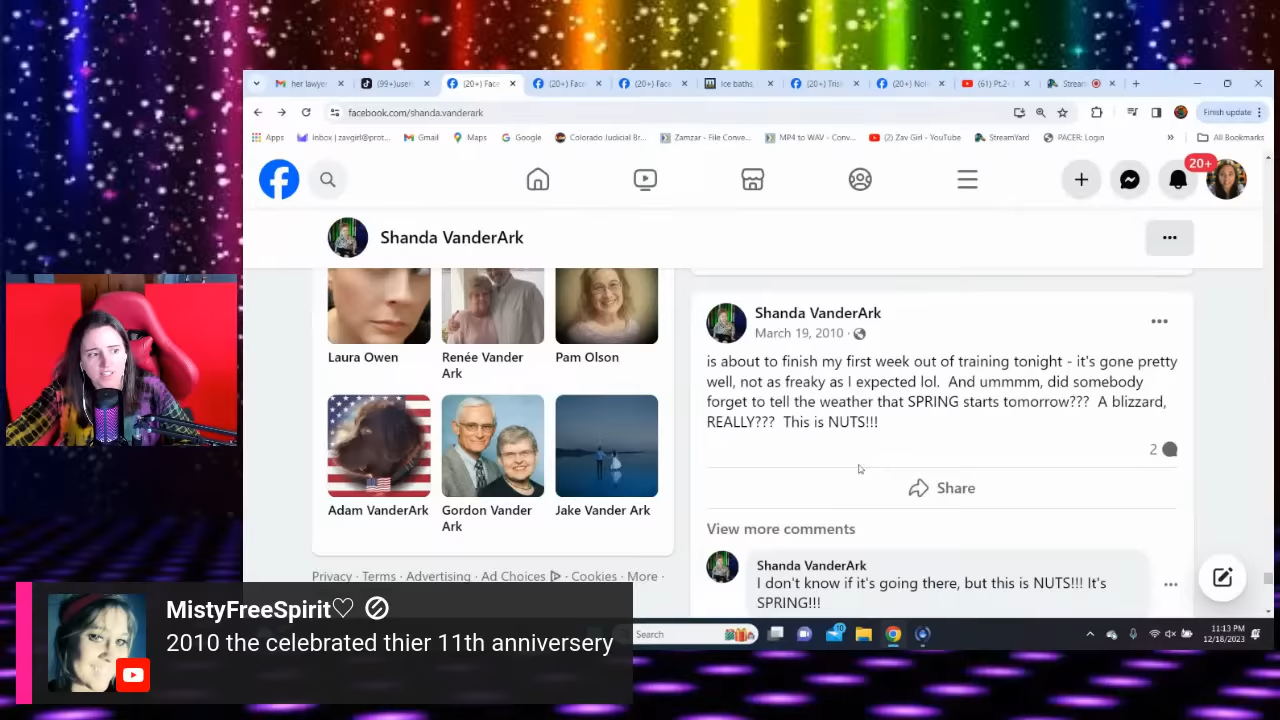 her lawye
(99+)useri
(20+) Face
(20+) Face
(20+) Face
Ice baths,
(20+) Tris
(20+) Nol
(61) Pt.2
Stream
facebook.com/shanda.vanderark
Finish update
Apps
Inbox | zavgirl@prot...
Gmail
Maps
Google
Colorado Judicial Br...
Zamzar - File Conve...
MP4 to WAV - Conv...
(2) Zav Girl - YouTube
StreamYard
PACER: Login
»
All Bookmarks
20+
Shanda VanderArk
Laura Owen
Renée Vander
Ark
Pam Olson
Adam VanderArk
Gordon Vander
Ark
Jake Vander Ark
Privacy · Terms · Advertising · Ad Choices · Cookies · More ·
Shanda VanderArk
March 19, 2010 ·
is about to finish my first week out of training tonight - it's gone pretty
well, not as freaky as I expected lol. And ummmm, did somebody
forget to tell the weather that SPRING starts tomorrow??? A blizzard,
REALLY??? This is NUTS!!!
2
Share
View more comments
Shanda VanderArk
I don't know if it's going there, but this is NUTS!!! It's
SPRING!!!
Search
11:13 PM
12/18/2023
MistyFreeSpirit♡
2010 the celebrated thier 11th anniversery